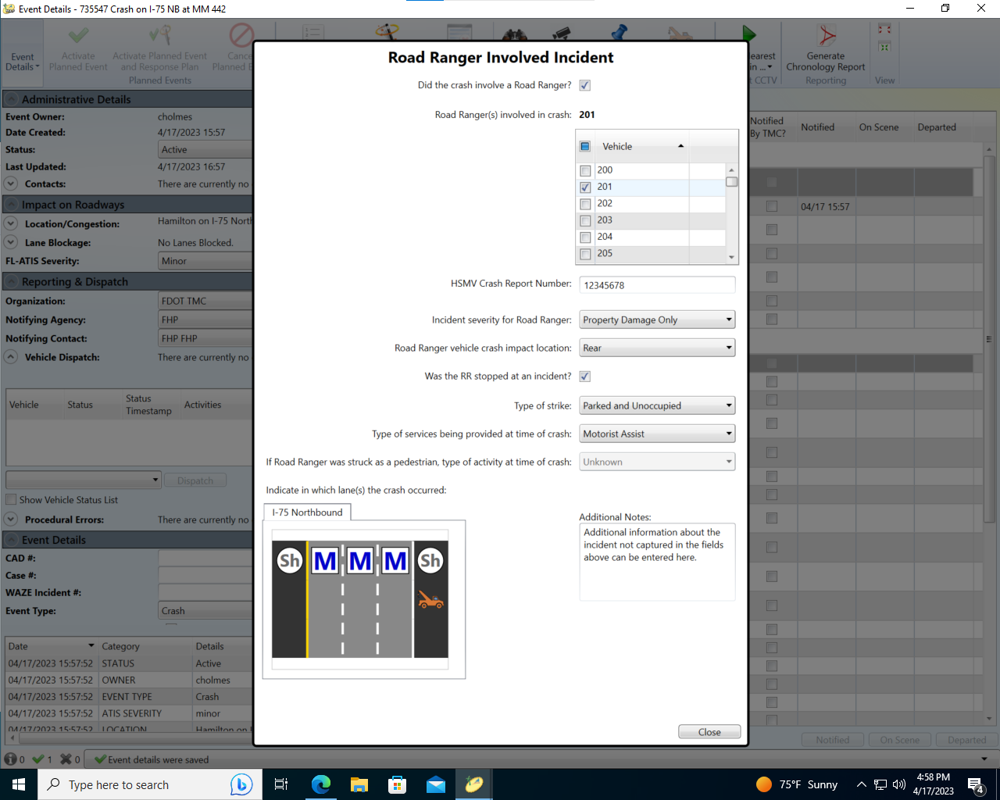 Event Details - 735547 Crash on I-75 NB at MM 442
Event
Details
Activate
Planned Event
Activate Planned Event
and Response Plan
Cance
Planned E
Planned Events
earest
in ...
t CCTV
Generate
Chronology Report
Reporting
View
Administrative Details
Event Owner: cholmes
Date Created: 4/17/2023 15:57
Status: Active
Last Updated: 4/17/2023 16:57
Contacts: There are currently no
Impact on Roadways
Location/Congestion: Hamilton on I-75 Nort
Lane Blockage: No Lanes Blocked.
FL-ATIS Severity: Minor
Reporting & Dispatch
Organization: FDOT TMC
Notifying Agency: FHP
Notifying Contact: FHP FHP
Vehicle Dispatch: There are currently no
Vehicle Status Status Timestamp Activities
Dispatch
Show Vehicle Status List
Procedural Errors: There are currently no
Event Details
CAD #:
Case #:
WAZE Incident #:
Event Type: Crash
Date Category Details
04/17/2023 15:57:52 STATUS Active
04/17/2023 15:57:52 OWNER cholmes
04/17/2023 15:57:52 EVENT TYPE Crash
04/17/2023 15:57:52 ATIS SEVERITY minor
04/17/2023 15:57:52 LOCATION Hamilton on I
Road Ranger Involved Incident
Did the crash involve a Road Ranger?
Road Ranger(s) involved in crash: 201
Vehicle
200
201
202
203
204
205
HSMV Crash Report Number: 12345678
Incident severity for Road Ranger: Property Damage Only
Road Ranger vehicle crash impact location: Rear
Was the RR stopped at an incident?
Type of strike: Parked and Unoccupied
Type of services being provided at time of crash: Motorist Assist
If Road Ranger was struck as a pedestrian, type of activity at time of crash: Unknown
Indicate in which lane(s) the crash occurred:
I-75 Northbound
Sh M M M Sh
Additional Notes:
Additional information about the
incident not captured in the fields
above can be entered here.
Close
Notified
By TMC?
Notified On Scene Departed
04/17 15:57
Notified On Scene Departed
0 1 0 Event details were saved
Type here to search
75°F Sunny
4:58 PM
4/17/2023
4